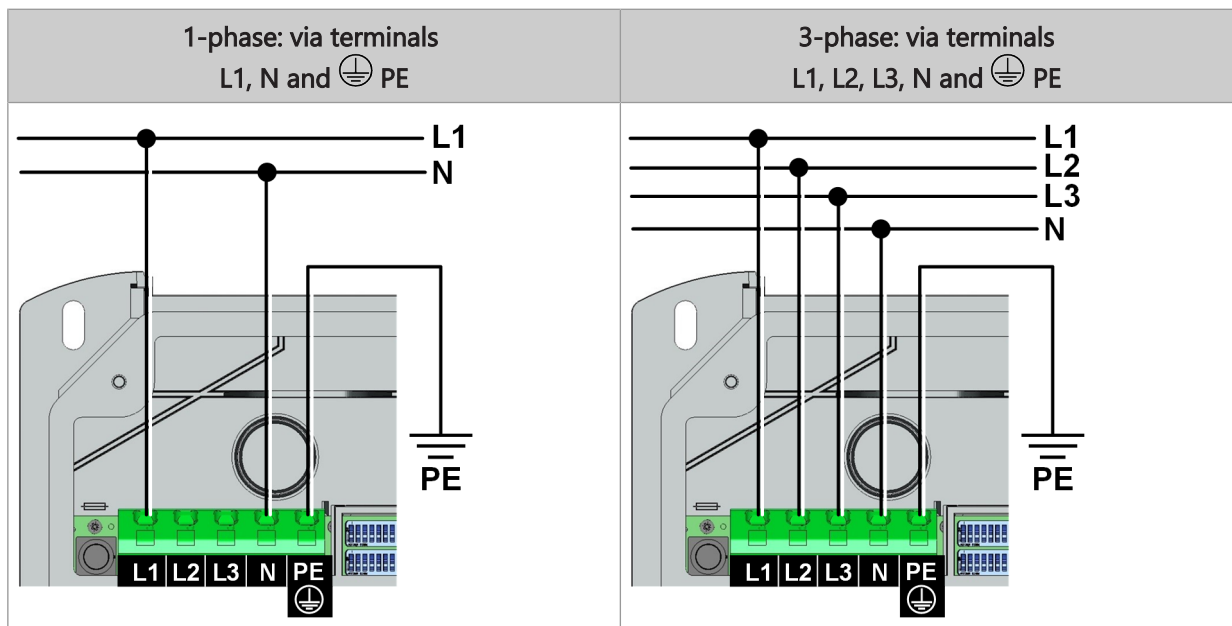 1-phase: via terminals
L1, N and PE
3-phase: via terminals
L1, L2, L3, N and PE
L1
N
PE
L1 L2 L3 N PE
L1
L2
L3
N
PE
L1 L2 L3 N PE